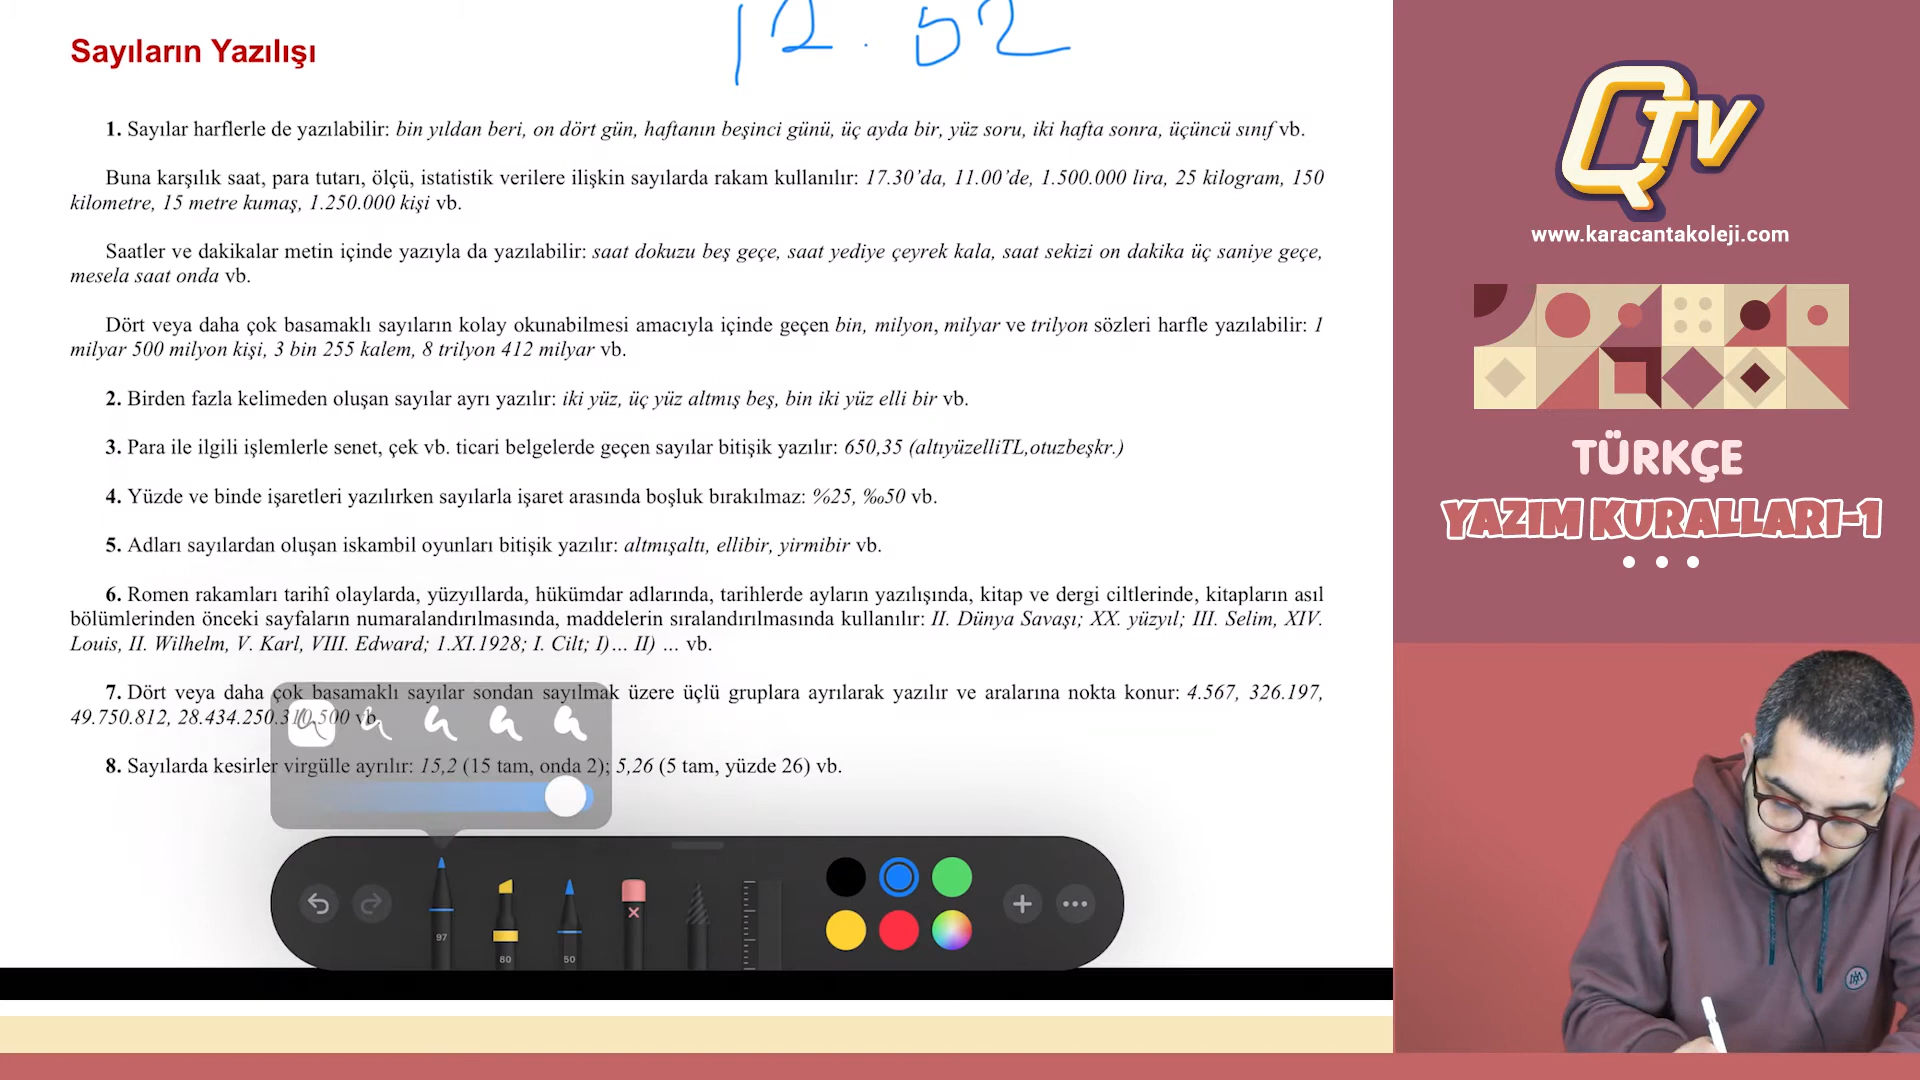 12.52
Sayıların Yazılışı
1. Sayılar harflerle de yazılabilir: bin yıldan beri, on dört gün, haftanın beşinci günü, üç ayda bir, yüz soru, iki hafta sonra, üçüncü sınıf vb.
Buna karşılık saat, para tutarı, ölçü, istatistik verilere ilişkin sayılarda rakam kullanılır: 17.30’da, 11.00’de, 1.500.000 lira, 25 kilogram, 150
kilometre, 15 metre kumaş, 1.250.000 kişi vb.
Saatler ve dakikalar metin içinde yazıyla da yazılabilir: saat dokuzu beş geçe, saat yediye çeyrek kala, saat sekizi on dakika üç saniye geçe,
mesela saat onda vb.
Dört veya daha çok basamaklı sayıların kolay okunabilmesi amacıyla içinde geçen bin, milyon, milyar ve trilyon sözleri harfle yazılabilir: 1
milyar 500 milyon kişi, 3 bin 255 kalem, 8 trilyon 412 milyar vb.
2. Birden fazla kelimeden oluşan sayılar ayrı yazılır: iki yüz, üç yüz altmış beş, bin iki yüz elli bir vb.
3. Para ile ilgili işlemlerle senet, çek vb. ticari belgelerde geçen sayılar bitişik yazılır: 650,35 (altıyüzelliTL,otuzbeşkr.)
4. Yüzde ve binde işaretleri yazılırken sayılarla işaret arasında boşluk bırakılmaz: %25, ‰50 vb.
5. Adları sayılardan oluşan iskambil oyunları bitişik yazılır: altmışaltı, ellibir, yirmibir vb.
6. Romen rakamları tarihî olaylarda, yüzyıllarda, hükümdar adlarında, tarihlerde ayların yazılışında, kitap ve dergi ciltlerinde, kitapların asıl
bölümlerinden önceki sayfaların numaralandırılmasında, maddelerin sıralandırılmasında kullanılır: II. Dünya Savaşı; XX. yüzyıl; III. Selim, XIV.
Louis, II. Wilhelm, V. Karl, VIII. Edward; 1.XI.1928; I. Cilt; I)... II) ... vb.
7. Dört veya daha çok basamaklı sayılar sondan sayılmak üzere üçlü gruplara ayrılarak yazılır ve aralarına nokta konur: 4.567, 326.197,
49.750.812, 28.434.250.310.500 vb.
8. Sayılarda kesirler virgülle ayrılır: 15,2 (15 tam, onda 2); 5,26 (5 tam, yüzde 26) vb.
97
80
50
QTV
www.karacantakoleji.com
TÜRKÇE
YAZIM KURALLARI-1